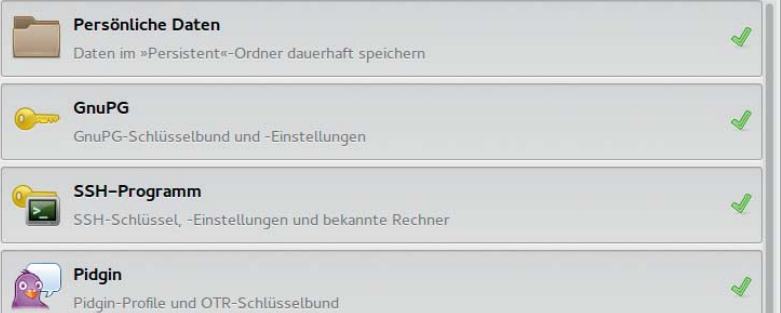 Persönliche Daten
Daten im »Persistent«-Ordner dauerhaft speichern
GnuPG
GnuPG-Schlüsselbund und -Einstellungen
SSH-Programm
SSH-Schlüssel, -Einstellungen und bekannte Rechner
Pidgin
Pidgin-Profile und OTR-Schlüsselbund